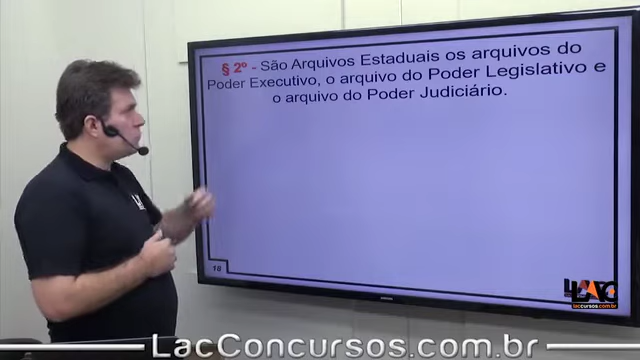 § 2º - São Arquivos Estaduais os arquivos do
Poder Executivo, o arquivo do Poder Legislativo e
o arquivo do Poder Judiciário.
18
LAC
laccursos.com.br
LacConcursos.com.br